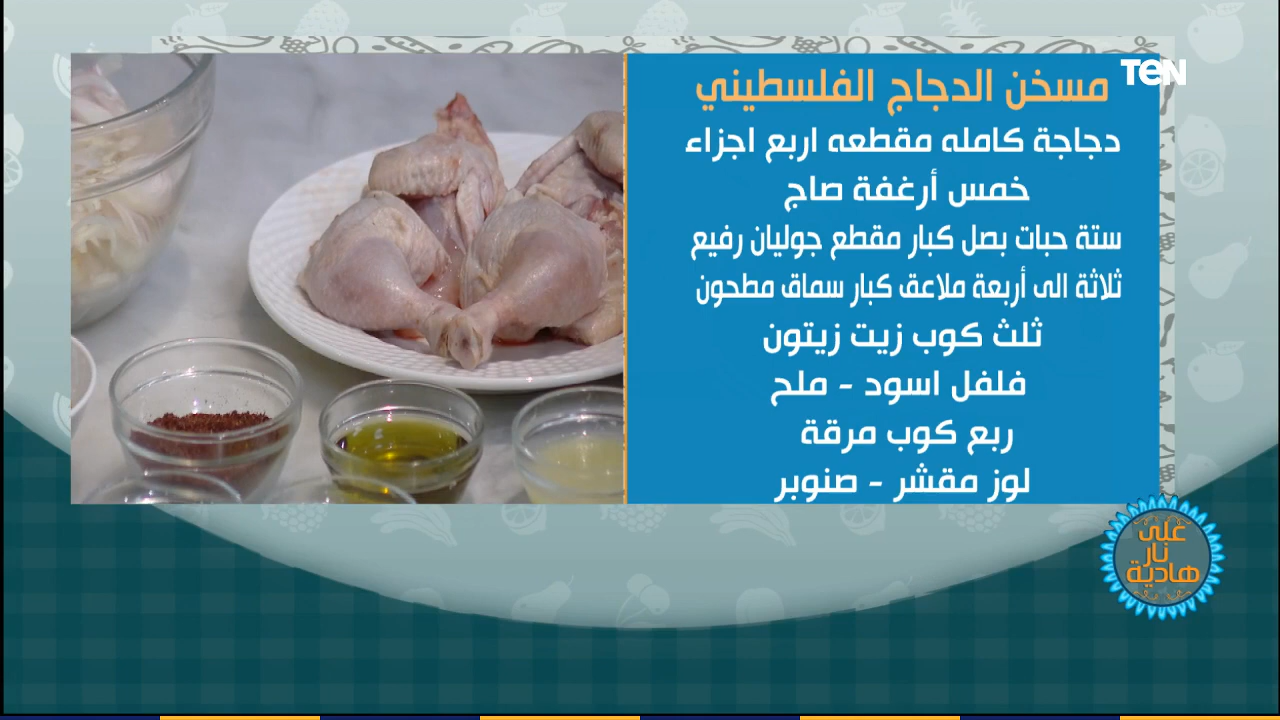 TeN
مسخن الدجاج الفلسطيني
دجاجة كامله مقطعه اربع اجزاء
خمس أرغفة صاج
ستة حبات بصل كبار مقطع جوليان رفيع
ثلاثة الى أربعة ملاعق كبار سماق مطحون
ثلث كوب زيت زيتون
فلفل اسود - ملح
ربع كوب مرقة
لوز مقشر - صنوبر
على
نار
هادية